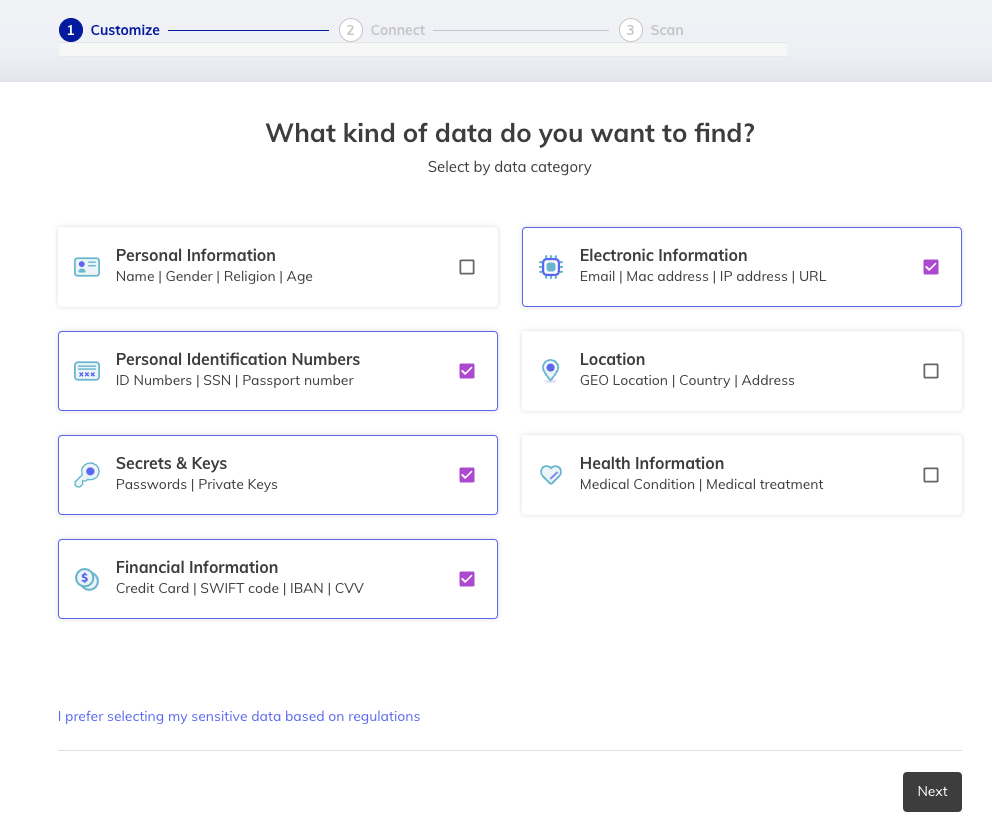 1 Customize 2 Connect 3 Scan
What kind of data do you want to find?
Select by data category
Personal Information
Name | Gender | Religion | Age
Electronic Information
Email | Mac address | IP address | URL
Personal Identification Numbers
ID Numbers | SSN | Passport number
Location
GEO Location | Country | Address
Secrets & Keys
Passwords | Private Keys
Health Information
Medical Condition | Medical treatment
Financial Information
Credit Card | SWIFT code | IBAN | CVV
I prefer selecting my sensitive data based on regulations
Next